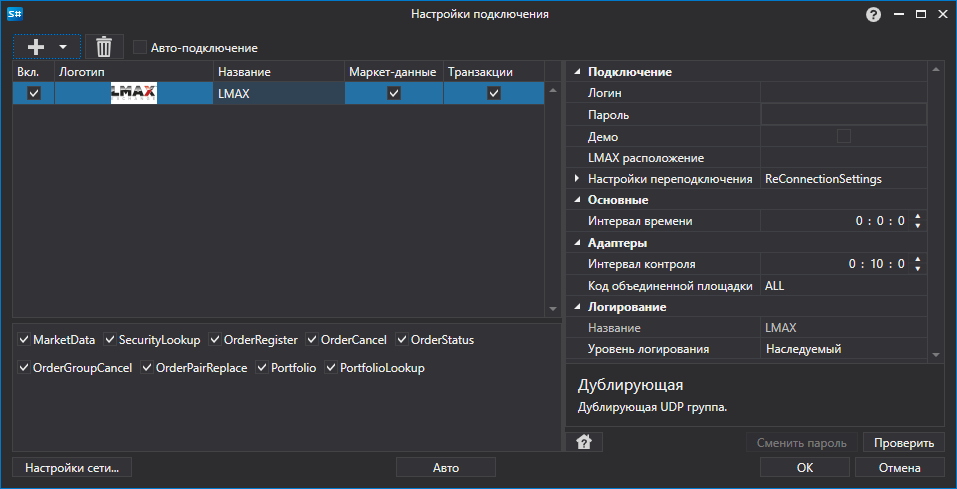 S# Настройки подключения ?
Авто-подключение
Вкл. Логотип Название Маркет-данные Транзакции
LMAX LMAX
MarketData SecurityLookup OrderRegister OrderCancel OrderStatus
OrderGroupCancel OrderPairReplace Portfolio PortfolioLookup
Подключение
Логин
Пароль
Демо
LMAX расположение
Настройки переподключения ReConnectionSettings
Основные
Интервал времени 0 : 0 : 0
Адаптеры
Интервал контроля 0 : 10 : 0
Код объединенной площадки ALL
Логирование
Название LMAX
Уровень логирования Наследуемый
Дублирующая
Дублирующая UDP группа.
?
Сменить пароль Проверить
Настройки сети... Авто OK Отмена